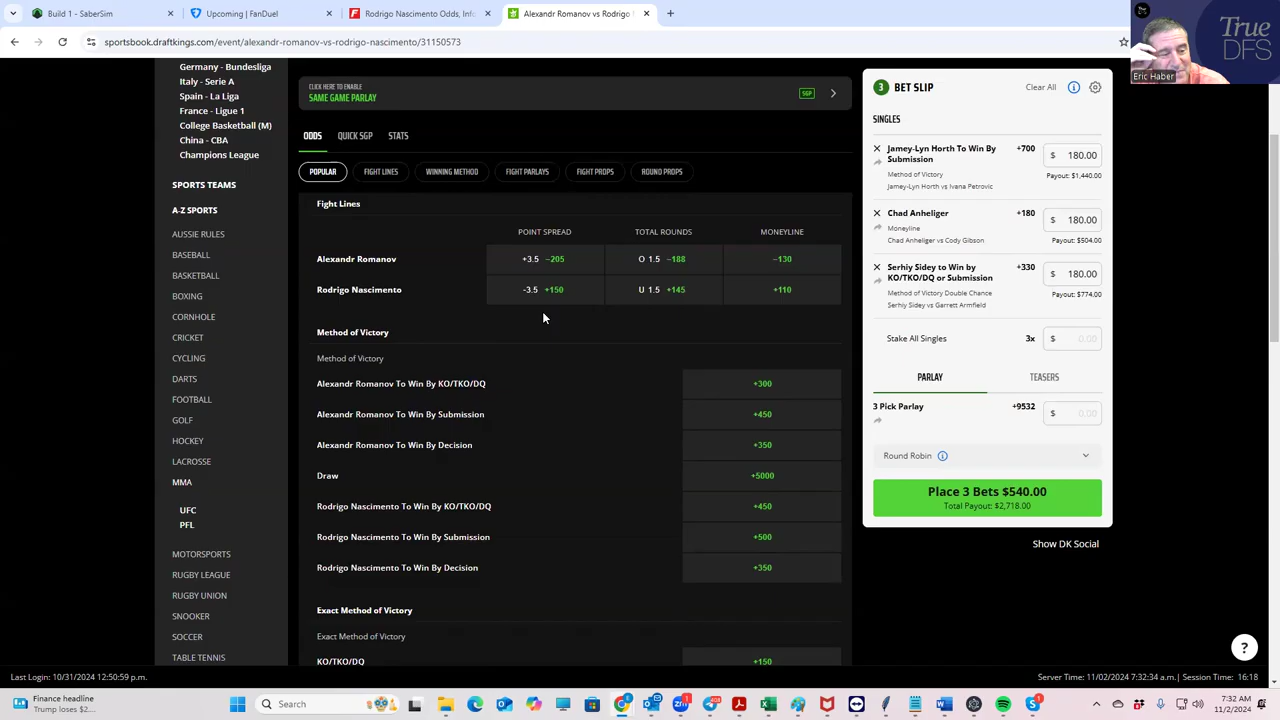 Build 1 - SaberSim
Upcoming | FanDuel
Rodrigo Nascimento Odds, In
Alexandr Romanov vs Rodrigo
sportsbook.draftkings.com/event/alexandr-romanov-vs-rodrigo-nascimento/31150573
True
DFS
Eric Haber
Germany - Bundesliga
Italy - Serie A
Spain - La Liga
France - Ligue 1
College Basketball (M)
China - CBA
Champions League
SPORTS TEAMS
A-Z SPORTS
AUSSIE RULES
BASEBALL
BASKETBALL
BOXING
CORNHOLE
CRICKET
CYCLING
DARTS
FOOTBALL
GOLF
HOCKEY
LACROSSE
MMA
UFC
PFL
MOTORSPORTS
RUGBY LEAGUE
RUGBY UNION
SNOOKER
SOCCER
TABLE TENNIS
CLICK HERE TO ENABLE
SAME GAME PARLAY
SGP
ODDS QUICK SGP STATS
POPULAR FIGHT LINES WINNING METHOD FIGHT PARLAYS FIGHT PROPS ROUND PROPS
Fight Lines
POINT SPREAD TOTAL ROUNDS MONEYLINE
Alexandr Romanov +3.5 −205 O 1.5 −188 −130
Rodrigo Nascimento -3.5 +150 U 1.5 +145 +110
Method of Victory
Method of Victory
Alexandr Romanov To Win By KO/TKO/DQ +300
Alexandr Romanov To Win By Submission +450
Alexandr Romanov To Win By Decision +350
Draw +5000
Rodrigo Nascimento To Win By KO/TKO/DQ +450
Rodrigo Nascimento To Win By Submission +500
Rodrigo Nascimento To Win By Decision +350
Exact Method of Victory
Exact Method of Victory
KO/TKO/DQ +150
3 BET SLIP Clear All
SINGLES
Jamey-Lyn Horth To Win By Submission +700 $ 180.00
Method of Victory Payout: $1,440.00
Jamey-Lyn Horth vs Ivana Petrovic
Chad Anheliger +180 $ 180.00
Moneyline Payout: $504.00
Chad Anheliger vs Cody Gibson
Serhiy Sidey to Win by KO/TKO/DQ or Submission +330 $ 180.00
Method of Victory Double Chance Payout: $774.00
Serhiy Sidey vs Garrett Armfield
Stake All Singles 3x $ 0.00
PARLAY TEASERS
3 Pick Parlay +9532 $ 0.00
Round Robin
Place 3 Bets $540.00
Total Payout: $2,718.00
Show DK Social
?
Last Login: 10/31/2024 12:50:59 p.m.
Server Time: 11/02/2024 7:32:34 a.m.| Session Time: 16:18
Finance headline
Trump loses $2....
Search
7:32 AM
11/2/2024